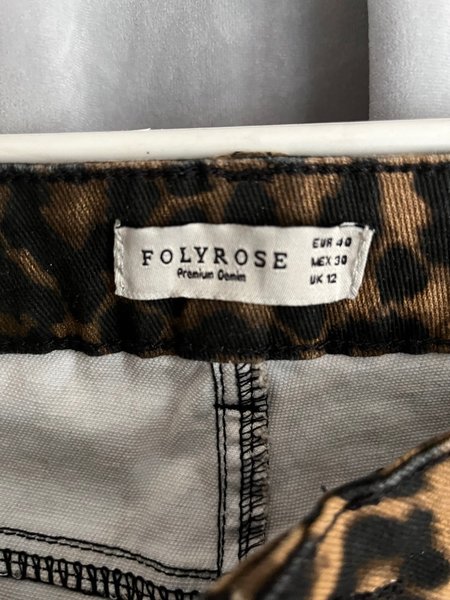 FOLYROSE
Premium Denim
EUR 40
MEX 30
UK 12